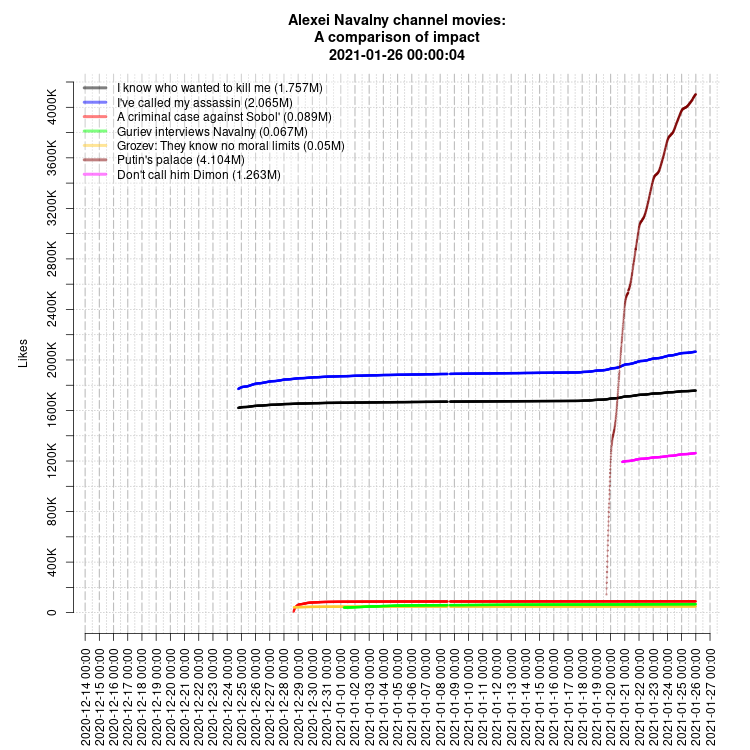 Alexei Navalny channel movies:
A comparison of impact
2021-01-26 00:00:04
I know who wanted to kill me (1.757M)
I've called my assassin (2.065M)
A criminal case against Sobol' (0.089M)
Guriev interviews Navalny (0.067M)
Grozev: They know no moral limits (0.05M)
Putin's palace (4.104M)
Don't call him Dimon (1.263M)
Likes
4000K
3600K
3200K
2800K
2400K
2000K
1600K
1200K
800K
400K
0
2020-12-14 00:00
2020-12-15 00:00
2020-12-16 00:00
2020-12-17 00:00
2020-12-18 00:00
2020-12-19 00:00
2020-12-20 00:00
2020-12-21 00:00
2020-12-22 00:00
2020-12-23 00:00
2020-12-24 00:00
2020-12-25 00:00
2020-12-26 00:00
2020-12-27 00:00
2020-12-28 00:00
2020-12-29 00:00
2020-12-30 00:00
2020-12-31 00:00
2021-01-01 00:00
2021-01-02 00:00
2021-01-03 00:00
2021-01-04 00:00
2021-01-05 00:00
2021-01-06 00:00
2021-01-07 00:00
2021-01-08 00:00
2021-01-09 00:00
2021-01-10 00:00
2021-01-11 00:00
2021-01-12 00:00
2021-01-13 00:00
2021-01-14 00:00
2021-01-15 00:00
2021-01-16 00:00
2021-01-17 00:00
2021-01-18 00:00
2021-01-19 00:00
2021-01-20 00:00
2021-01-21 00:00
2021-01-22 00:00
2021-01-23 00:00
2021-01-24 00:00
2021-01-25 00:00
2021-01-26 00:00
2021-01-27 00:00